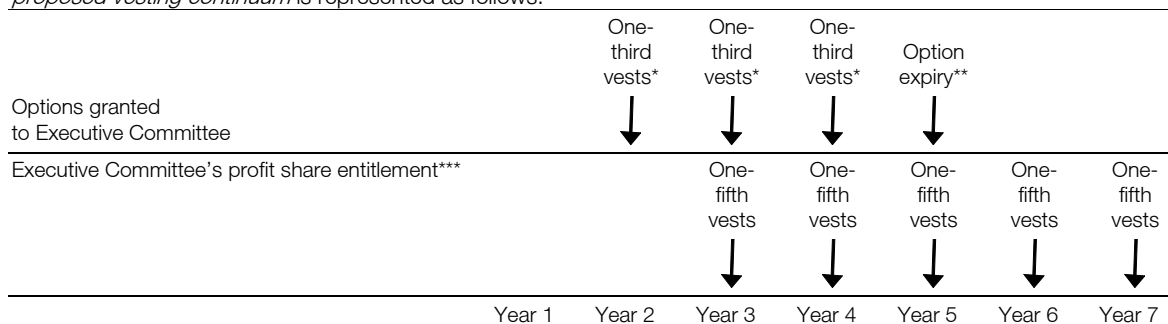 proposed vesting continuum is represented as follows:
One- One- One-
third third third Option
vests* vests* vests* expiry**
Options granted
to Executive Committee
Executive Committee's profit share entitlement*** One- One- One- One- One-
fifth fifth fifth fifth fifth
vests vests vests vests vests
Year 1 Year 2 Year 3 Year 4 Year 5 Year 6 Year 7